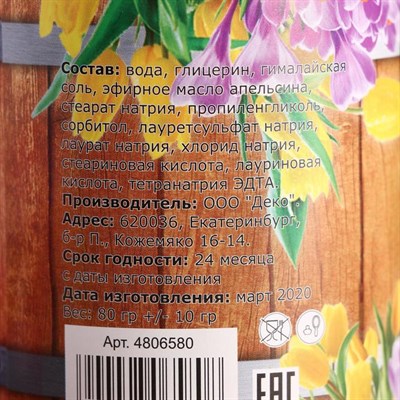 Состав: вода, глицерин, гималайская
соль, эфирное масло апельсина,
стеарат натрия, пропиленгликоль,
сорбитол, лауретсульфат натрия,
лаурат натрия, хлорид натрия,
стеариновая кислота, лауриновая
кислота, тетранатрия ЭДТА.
Производитель: ООО "Деко".
Адрес: 620036, Екатеринбург,
б-р П., Кожемяко 16-14.
Срок годности: 24 месяца
с даты изготовления
Дата изготовления: март 2020
Вес: 80 гр +/- 10 гр
Арт. 4806580
ЕАС